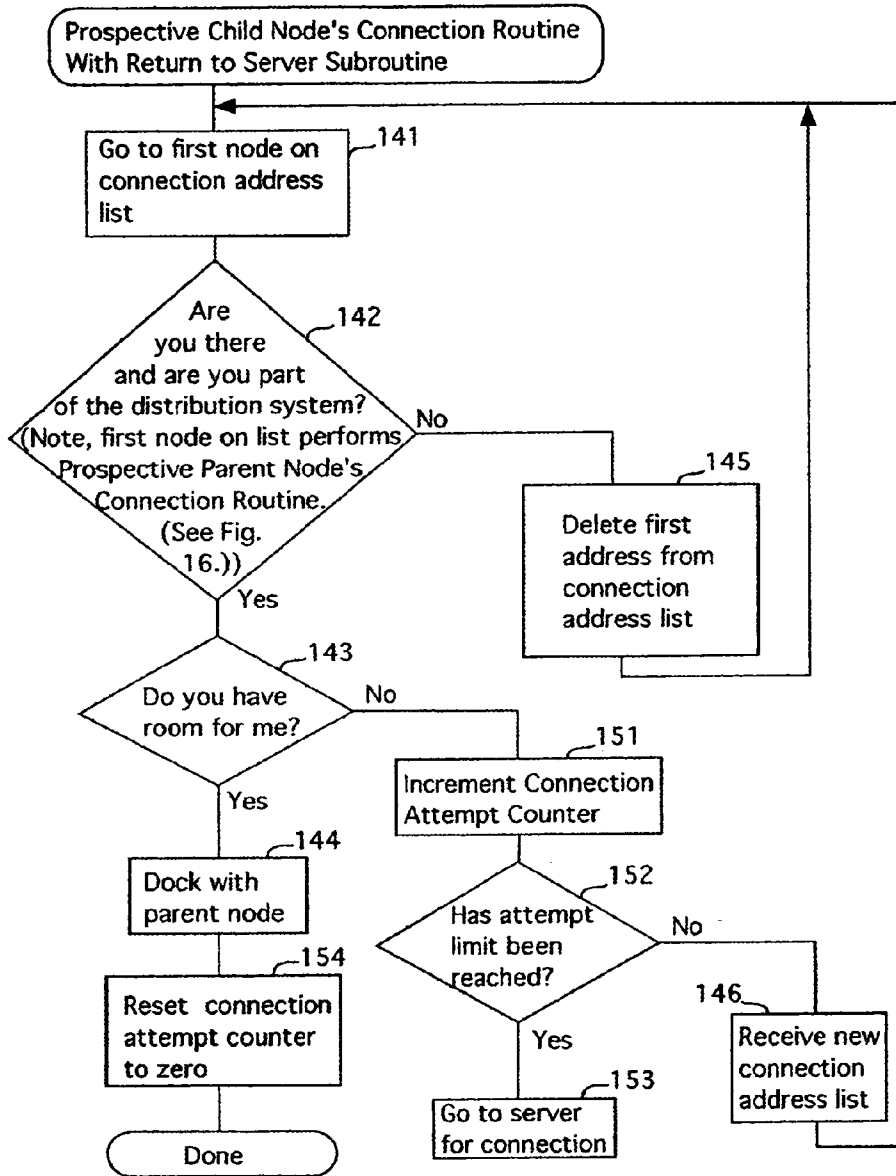 Prospective Child Node's Connection Routine
With Return to Server Subroutine
141
Go to first node on
connection address
list
142
Are
you there
and are you part
of the distribution system?
(Note, first node on list performs
Prospective Parent Node's
Connection Routine.
(See Fig.
16.))
No
Yes
145
Delete first
address from
connection
address list
143
Do you have
room for me?
No
Yes
151
Increment Connection
Attempt Counter
144
Dock with
parent node
152
Has attempt
limit been
reached?
No
Yes
154
Reset connection
attempt counter
to zero
146
Receive new
connection
address list
153
Go to server
for connection
Done